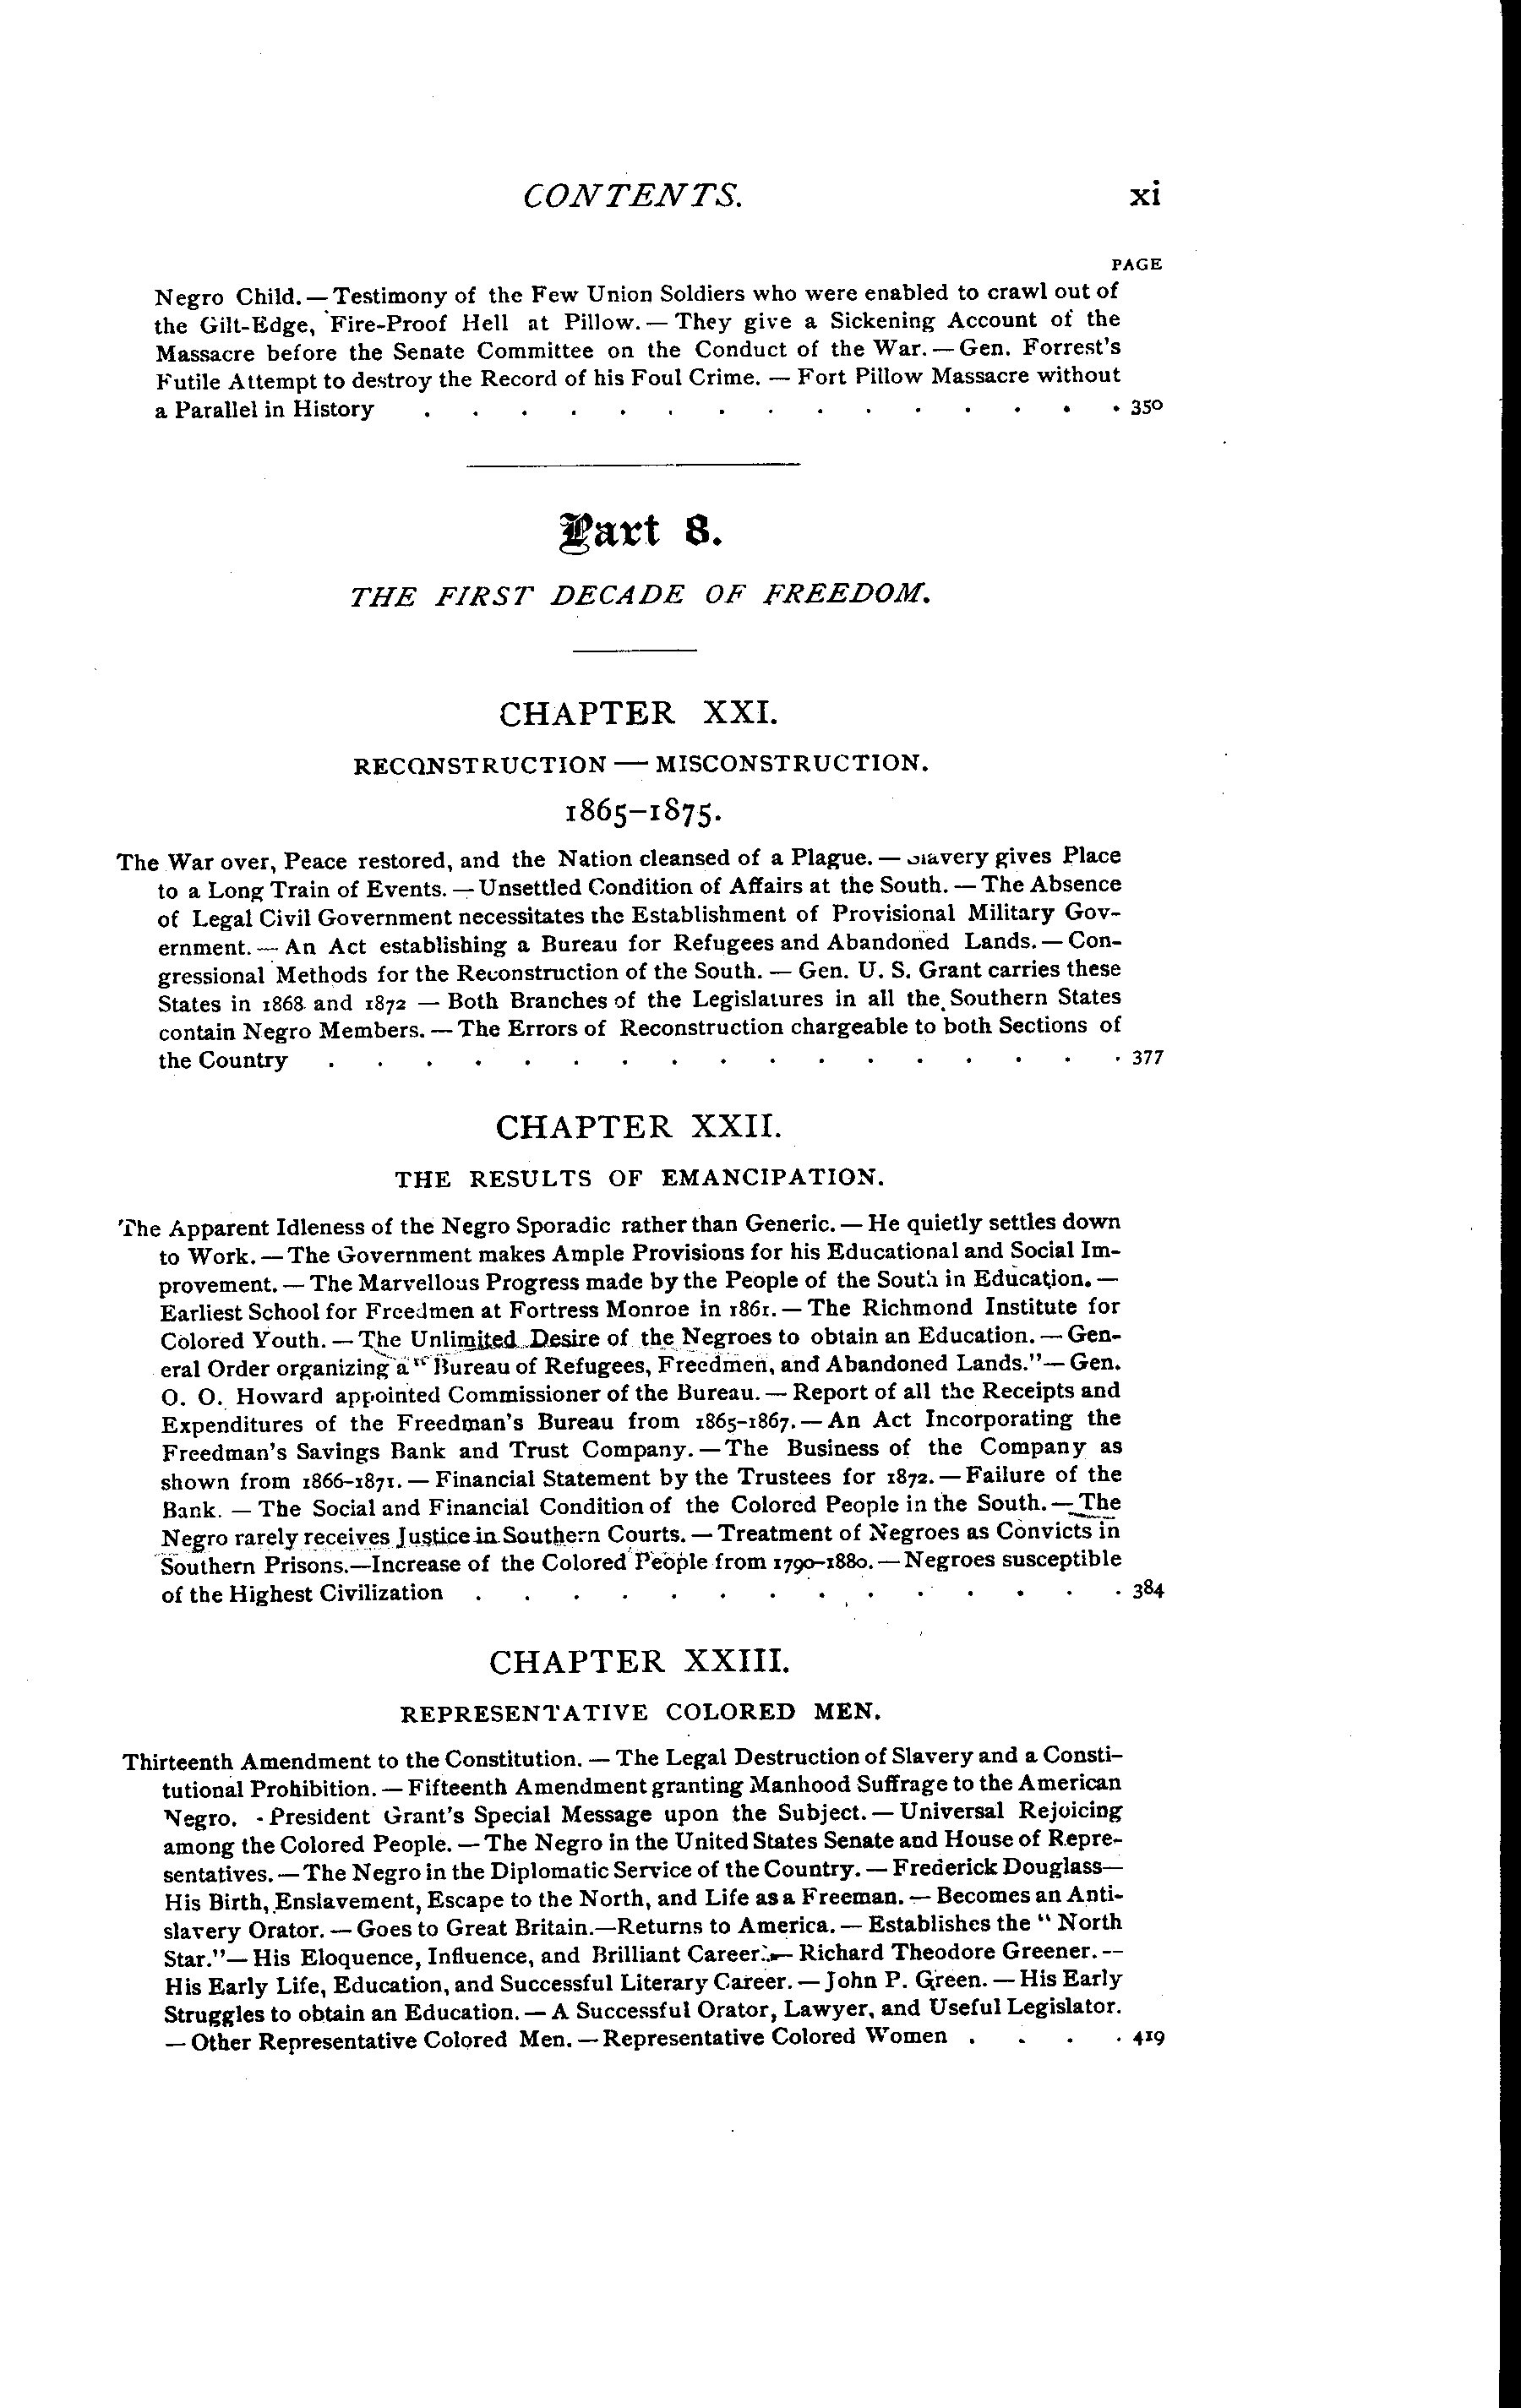 CONTENTS. xi
PAGE
Negro Child. — Testimony of the Few Union Soldiers who were enabled to crawl out of
the Gilt-Edge, Fire-Proof Hell at Pillow. — They give a Sickening Account of the
Massacre before the Senate Committee on the Conduct of the War. — Gen. Forrest's
Futile Attempt to destroy the Record of his Foul Crime. — Fort Pillow Massacre without
a Parallel in History . . . . . . . . . . . . . . . 350
Part 8.
THE FIRST DECADE OF FREEDOM.
CHAPTER XXI.
RECONSTRUCTION — MISCONSTRUCTION.
1865–1875.
The War over, Peace restored, and the Nation cleansed of a Plague. — Slavery gives Place
to a Long Train of Events. — Unsettled Condition of Affairs at the South. — The Absence
of Legal Civil Government necessitates the Establishment of Provisional Military Gov-
ernment. — An Act establishing a Bureau for Refugees and Abandoned Lands. — Con-
gressional Methods for the Reconstruction of the South. — Gen. U. S. Grant carries these
States in 1868 and 1872 — Both Branches of the Legislatures in all the Southern States
contain Negro Members. — The Errors of Reconstruction chargeable to both Sections of
the Country . . . . . . . . . . . . . . . . . 377
CHAPTER XXII.
THE RESULTS OF EMANCIPATION.
The Apparent Idleness of the Negro Sporadic rather than Generic. — He quietly settles down
to Work. — The Government makes Ample Provisions for his Educational and Social Im-
provement. — The Marvellous Progress made by the People of the South in Education. —
Earliest School for Freedmen at Fortress Monroe in 1861. — The Richmond Institute for
Colored Youth. — The Unlimited Desire of the Negroes to obtain an Education. — Gen-
eral Order organizing a "Bureau of Refugees, Freedmen, and Abandoned Lands." — Gen.
O. O. Howard appointed Commissioner of the Bureau. — Report of all the Receipts and
Expenditures of the Freedman's Bureau from 1865–1867. — An Act Incorporating the
Freedman's Savings Bank and Trust Company. — The Business of the Company as
shown from 1866–1871. — Financial Statement by the Trustees for 1872. — Failure of the
Bank. — The Social and Financial Condition of the Colored People in the South. — The
Negro rarely receives Justice in Southern Courts. — Treatment of Negroes as Convicts in
Southern Prisons.—Increase of the Colored People from 1790–1880. — Negroes susceptible
of the Highest Civilization . . . . . . . . . . . . . . 384
CHAPTER XXIII.
REPRESENTATIVE COLORED MEN.
Thirteenth Amendment to the Constitution. — The Legal Destruction of Slavery and a Consti-
tutional Prohibition. — Fifteenth Amendment granting Manhood Suffrage to the American
Negro. - President Grant's Special Message upon the Subject. — Universal Rejoicing
among the Colored People. — The Negro in the United States Senate and House of Repre-
sentatives. — The Negro in the Diplomatic Service of the Country. — Frederick Douglass—
His Birth, Enslavement, Escape to the North, and Life as a Freeman. — Becomes an Anti-
slavery Orator. — Goes to Great Britain.—Returns to America. — Establishes the "North
Star." — His Eloquence, Influence, and Brilliant Career. — Richard Theodore Greener. —
His Early Life, Education, and Successful Literary Career. — John P. Green. — His Early
Struggles to obtain an Education. — A Successful Orator, Lawyer, and Useful Legislator.
— Other Representative Colored Men. — Representative Colored Women . . . . 419